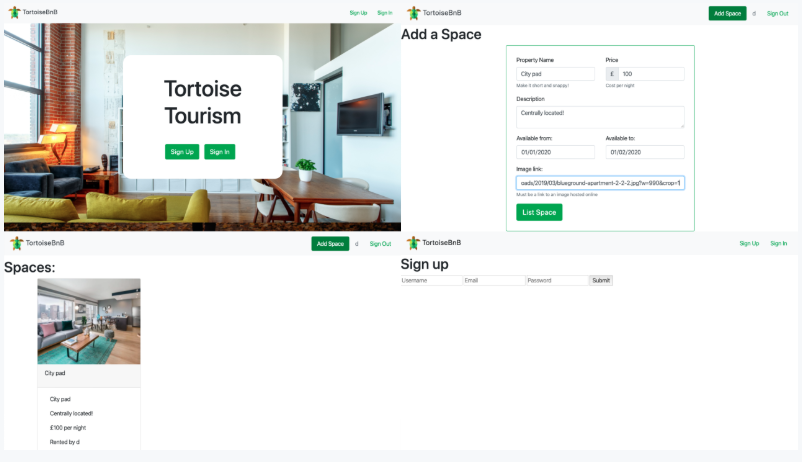 TortoiseBnB
Sign Up Sign In
Tortoise
Tourism
Sign Up Sign In
TortoiseBnB
Add Space d Sign Out
Add a Space
Property Name Price
City pad £ 100
Make it short and snappy! Cost per night
Description
Centrally located!
Available from: Available to:
01/01/2020 01/02/2020
Image link:
oads/2019/03/blueground-apartment-2-2-2.jpg?w=990&crop=1
Must be a link to an image hosted online
List Space
TortoiseBnB
Add Space d Sign Out
Spaces:
City pad
City pad
Centrally located!
£100 per night
Rented by d
TortoiseBnB
Sign Up Sign In
Sign up
Username Email Password Submit